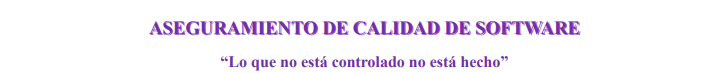 ASEGURAMIENTO DE CALIDAD DE SOFTWARE
“Lo que no está controlado no está hecho”